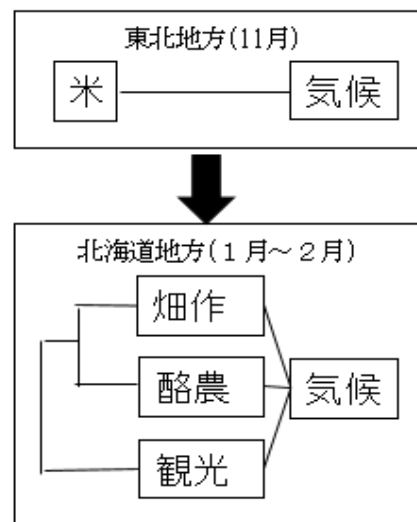 東北地方(11月)
米 気候
北海道地方(1月~2月)
畑作
酪農 気候
観光